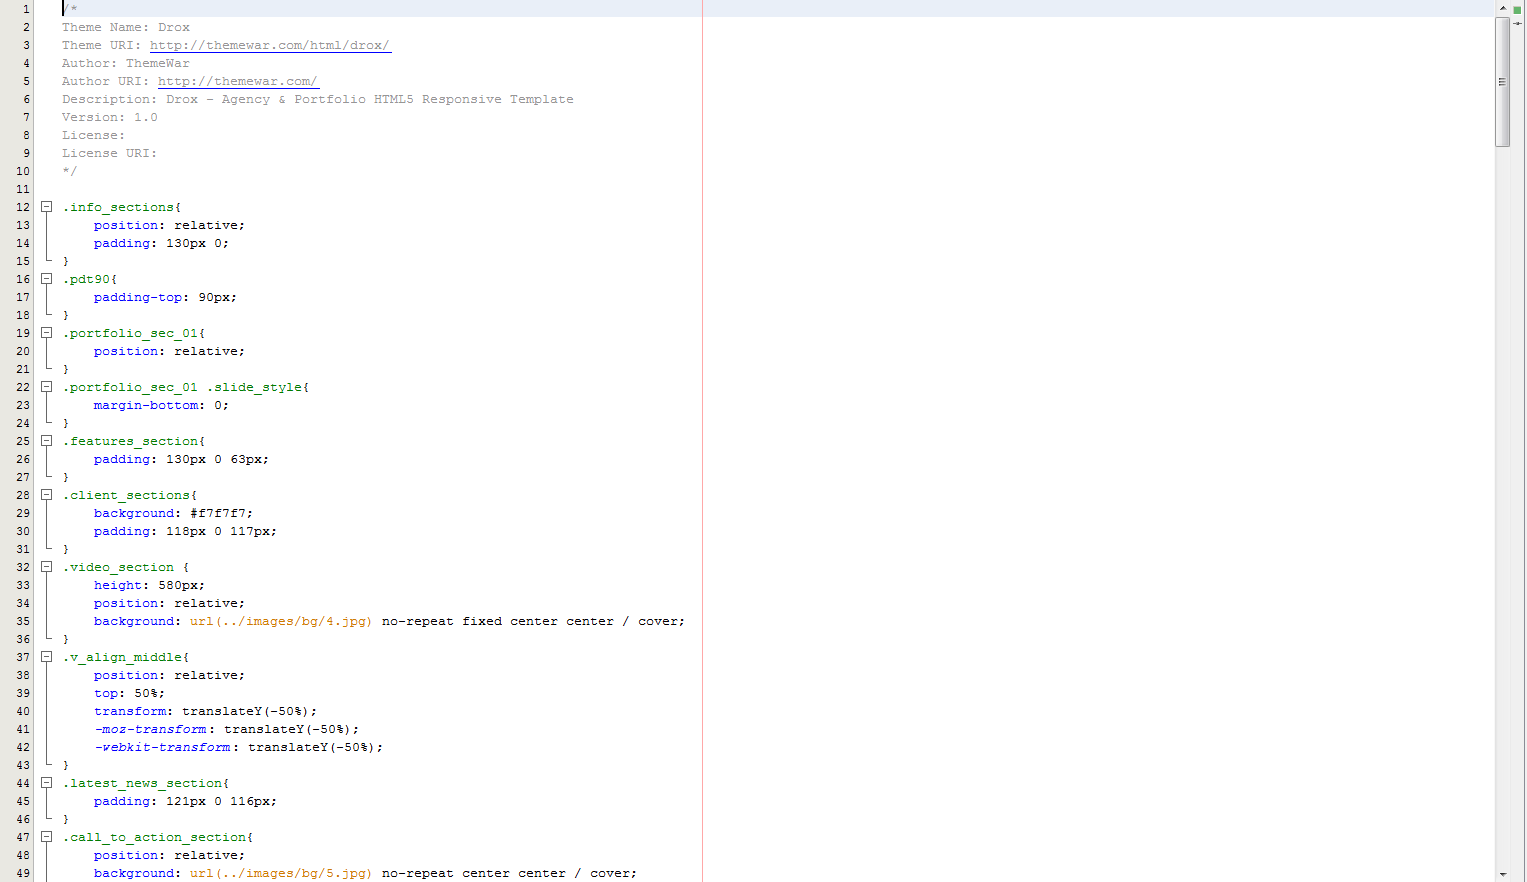 1 /*
2 Theme Name: Drox
3 Theme URI: http://themewar.com/html/drox/
4 Author: ThemeWar
5 Author URI: http://themewar.com/
6 Description: Drox - Agency & Portfolio HTML5 Responsive Template
7 Version: 1.0
8 License:
9 License URI:
10 */
11
12 .info_sections{
13     position: relative;
14     padding: 130px 0;
15 }
16 .pdt90{
17     padding-top: 90px;
18 }
19 .portfolio_sec_01{
20     position: relative;
21 }
22 .portfolio_sec_01 .slide_style{
23     margin-bottom: 0;
24 }
25 .features_section{
26     padding: 130px 0 63px;
27 }
28 .client_sections{
29     background: #f7f7f7;
30     padding: 118px 0 117px;
31 }
32 .video_section {
33     height: 580px;
34     position: relative;
35     background: url(../images/bg/4.jpg) no-repeat fixed center center / cover;
36 }
37 .v_align_middle{
38     position: relative;
39     top: 50%;
40     transform: translateY(-50%);
41     -moz-transform: translateY(-50%);
42     -webkit-transform: translateY(-50%);
43 }
44 .latest_news_section{
45     padding: 121px 0 116px;
46 }
47 .call_to_action_section{
48     position: relative;
49     background: url(../images/bg/5.jpg) no-repeat center center / cover;